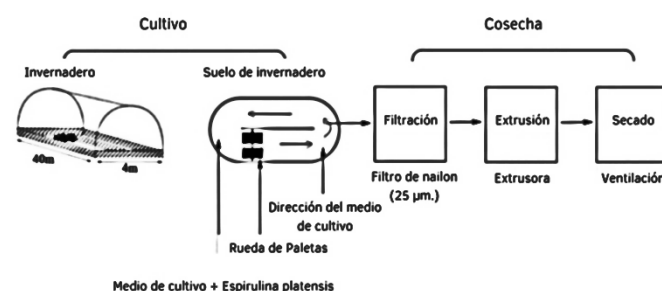 Cultivo
Cosecha
Invernadero
Suelo de invernadero
40m
4m
Filtración
Extrusión
Secado
Filtro de nailon
(25 µm.)
Extrusora
Ventilación
Dirección del medio
de cultivo
Rueda de Paletas
Medio de cultivo + Espirulina platensis